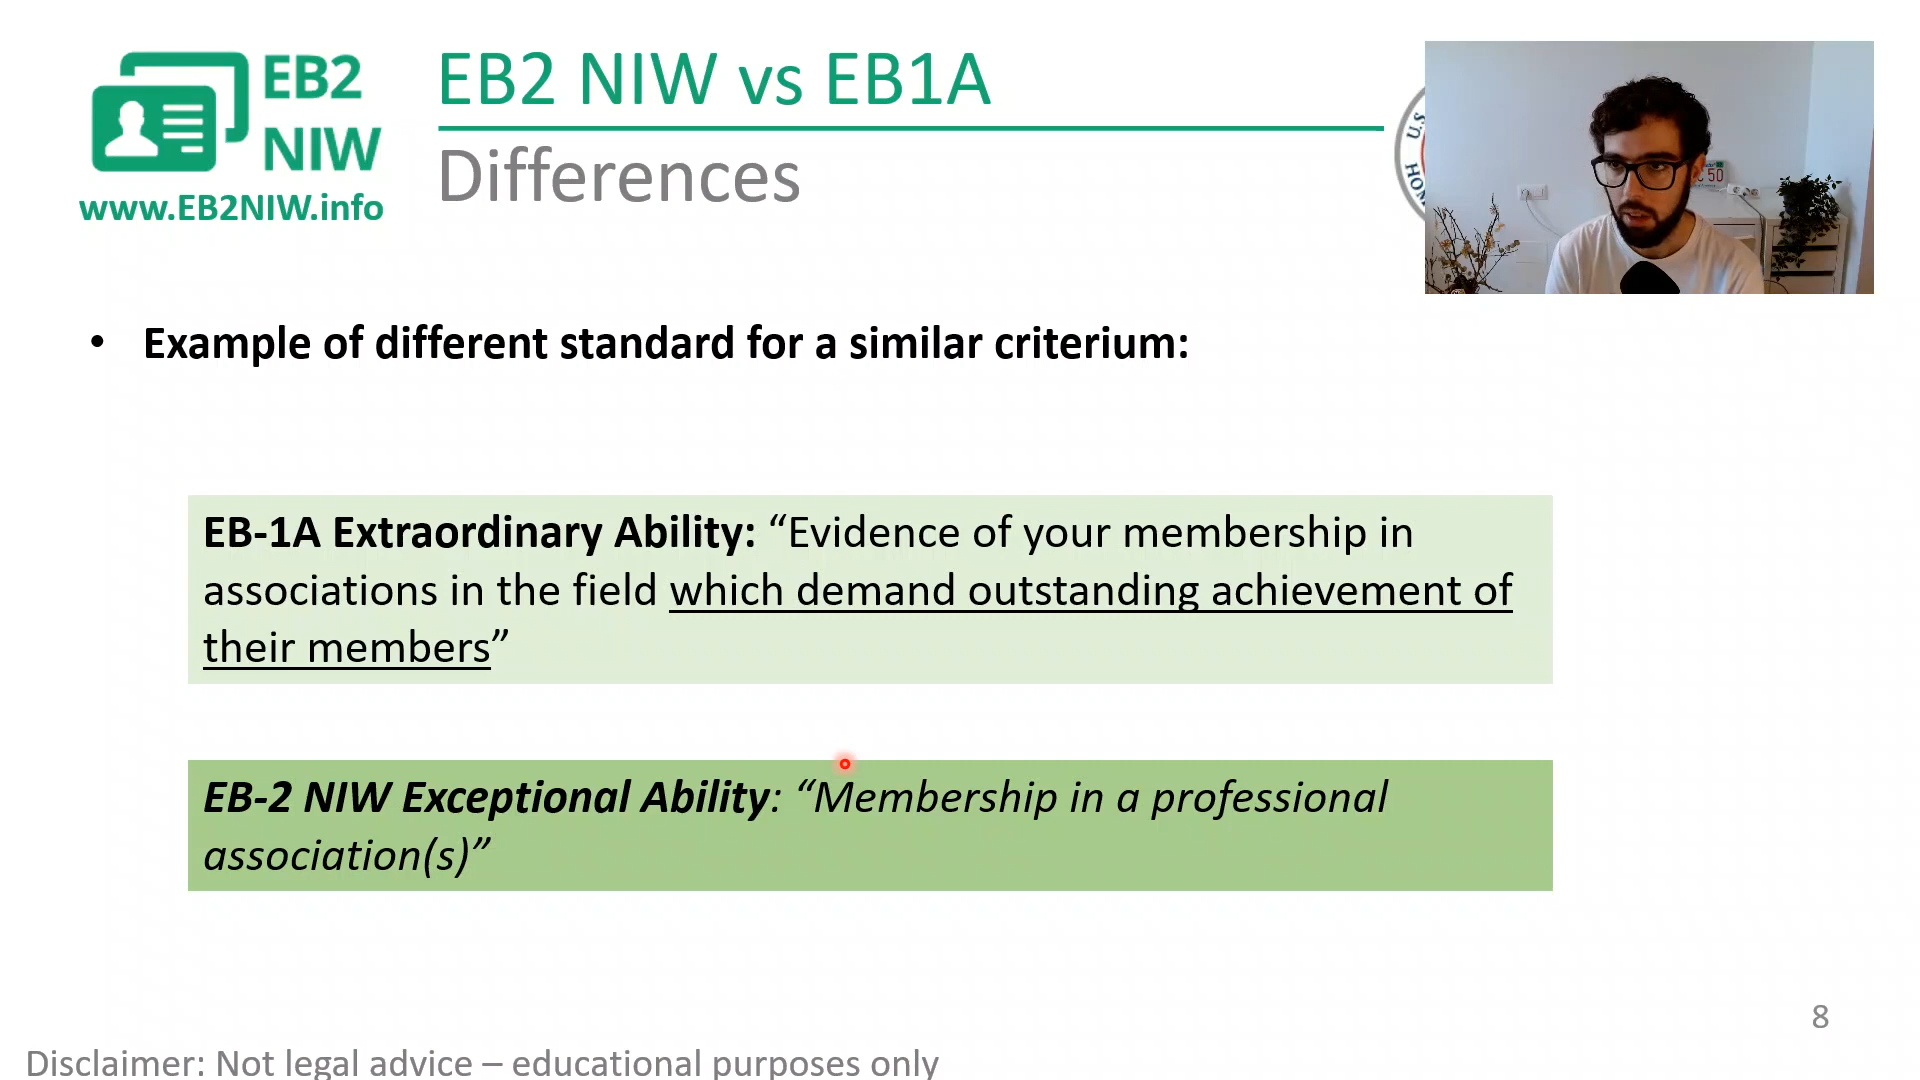 EB2
NIW
www.EB2NIW.info
EB2 NIW vs EB1A
Differences
S.
U.
HOM
50
• Example of different standard for a similar criterium:
EB-1A Extraordinary Ability: “Evidence of your membership in
associations in the field which demand outstanding achievement of
their members”
EB-2 NIW Exceptional Ability: “Membership in a professional
association(s)”
8
Disclaimer: Not legal advice – educational purposes only